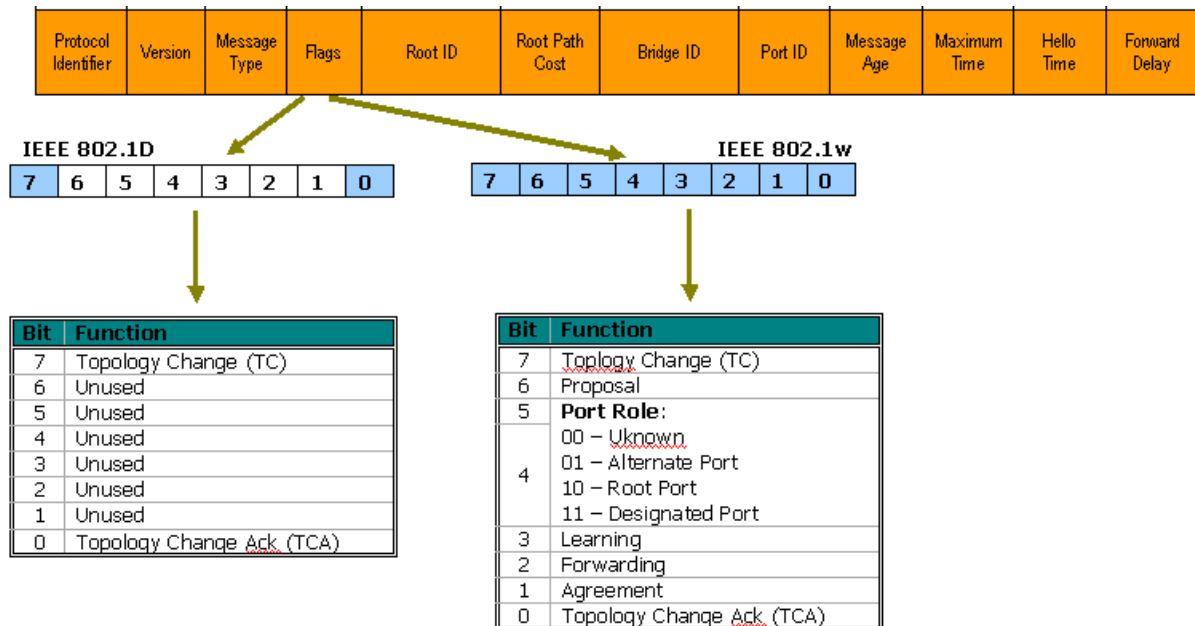 Protocol Identifier
Version
Message Type
Flags
Root ID
Root Path Cost
Bridge ID
Port ID
Message Age
Maximum Time
Hello Time
Forward Delay
IEEE 802.1D
7 6 5 4 3 2 1 0
IEEE 802.1w
7 6 5 4 3 2 1 0
Bit Function
7 Topology Change (TC)
6 Unused
5 Unused
4 Unused
3 Unused
2 Unused
1 Unused
0 Topology Change Ack (TCA)
Bit Function
7 Toplogy Change (TC)
6 Proposal
5 Port Role:
00 – Uknown
4
01 – Alternate Port
10 – Root Port
11 – Designated Port
3 Learning
2 Forwarding
1 Agreement
0 Topology Change Ack (TCA)